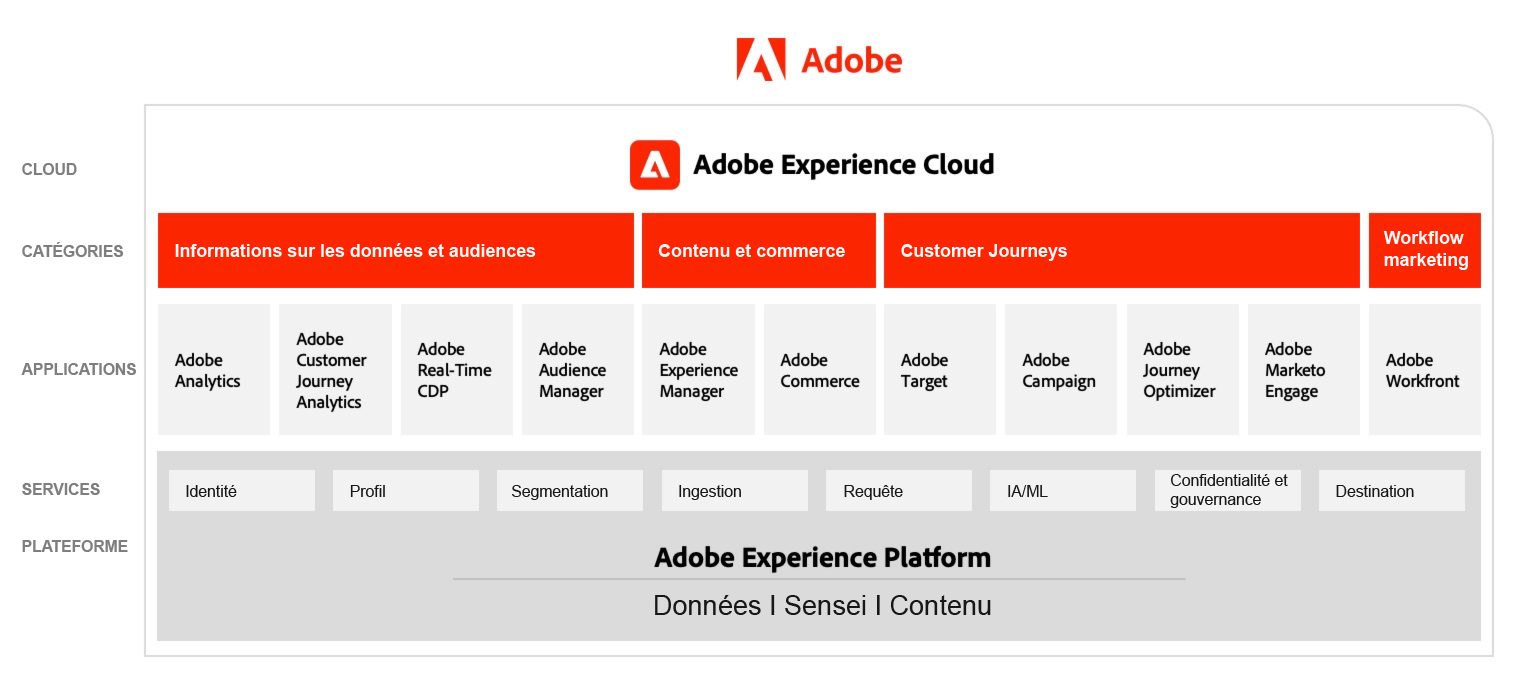 Adobe
CLOUD
Adobe Experience Cloud
CATÉGORIES
Informations sur les données et audiences
Contenu et commerce
Customer Journeys
Workflow
marketing
APPLICATIONS
Adobe
Analytics
Adobe
Customer
Journey
Analytics
Adobe
Real-Time
CDP
Adobe
Audience
Manager
Adobe
Experience
Manager
Adobe
Commerce
Adobe
Target
Adobe
Campaign
Adobe
Journey
Optimizer
Adobe
Marketo
Engage
Adobe
Workfront
SERVICES
Identité
Profil
Segmentation
Ingestion
Requête
IA/ML
Confidentialité et
gouvernance
Destination
PLATEFORME
Adobe Experience Platform
Données I Sensei I Contenu